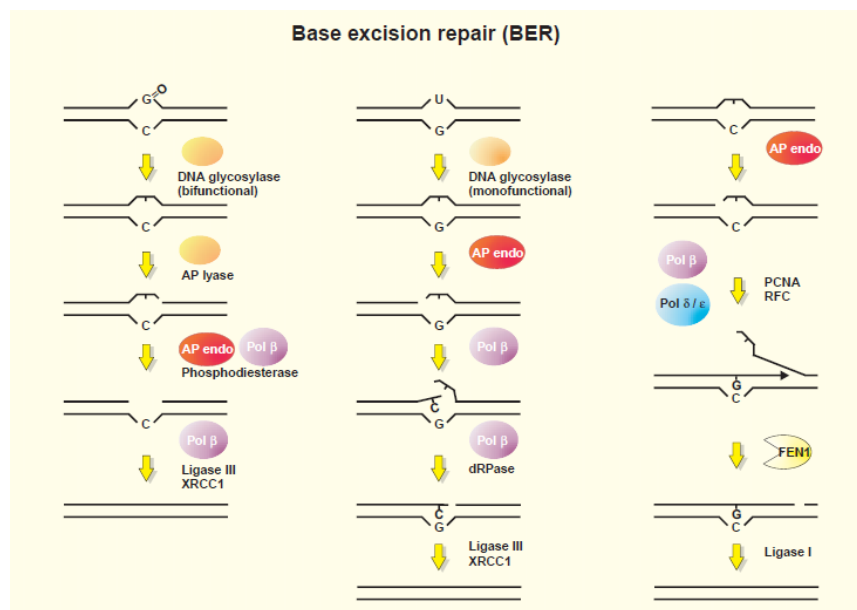 Base excision repair (BER)
G=O
C
DNA glycosylase
(bifunctional)
C
AP lyase
C
AP endo
Pol β
Phosphodiesterase
C
Pol β
Ligase III
XRCC1
U
G
DNA glycosylase
(monofunctional)
G
AP endo
G
Pol β
C
G
Pol β
dRPase
C
G
Ligase III
XRCC1
C
AP endo
C
Pol β
Pol δ / ε
PCNA
RFC
G
C
FEN1
G
C
Ligase I